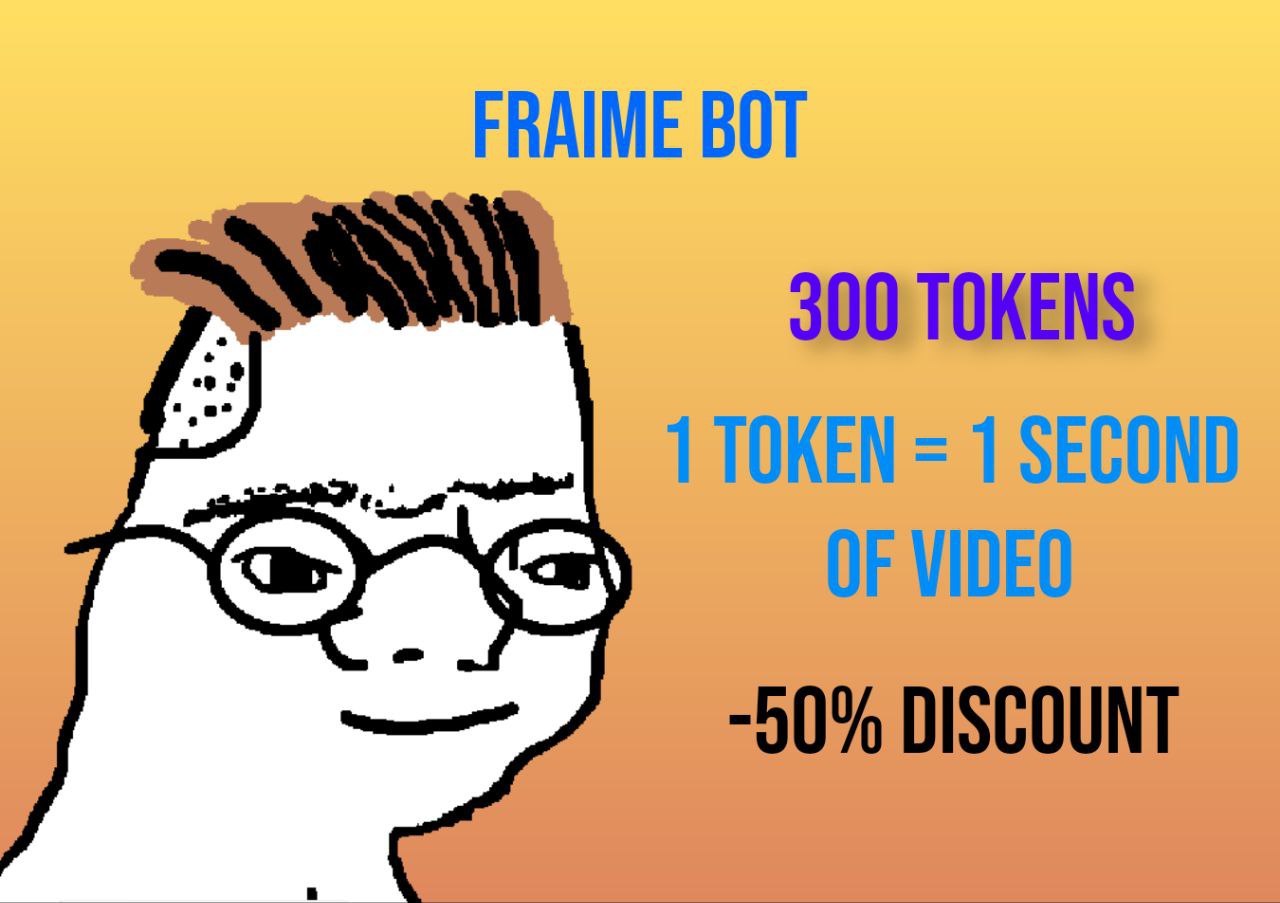 FRAIME BOT
300 TOKENS
1 TOKEN = 1 SECOND
OF VIDEO
-50% DISCOUNT